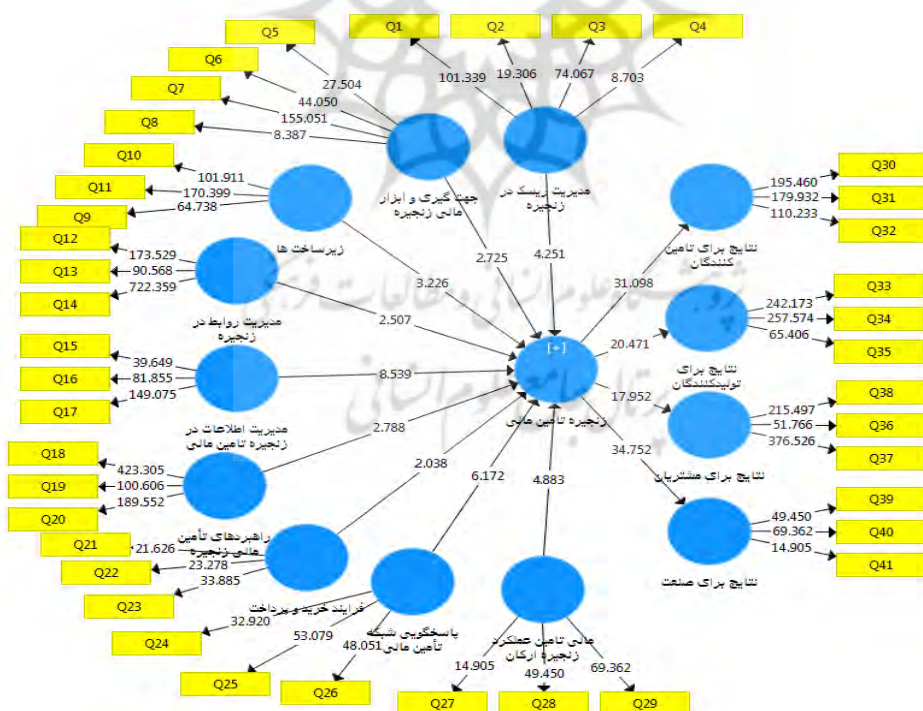 Q1
Q2
Q3
Q4
Q5
Q6
Q7
Q8
101.339
19.306
74.067
8.703
27.504
44.050
155.051
8.387
مدیریت ریسک در
زنجیره
جهت گیری و ابزار
مالی زنجیره
Q10
Q11
Q9
101.911
170.399
64.738
زیرساخت ها
Q12
Q13
Q14
173.529
90.568
722.359
مدیریت روابط در
زنجیره
Q15
Q16
Q17
39.649
81.855
149.075
مدیریت اطلاعات در
زنجیره تامین مالی
Q18
Q19
Q20
423.305
100.606
189.552
راهبردهای تأمین
مالی زنجیره
Q21
Q22
Q23
21.626
23.278
33.885
فرایند خرید و پرداخت
Q24
Q25
Q26
32.920
53.079
48.051
پاسخگویی شبکه
تأمین مالی
Q27
Q28
Q29
14.905
49.450
69.362
مالی تامین عملکرد
زنجیره ارکان
4.251
2.725
3.226
2.507
8.539
2.788
2.038
6.172
4.883
[+]
زنجیره تامین مالی
31.098
20.471
17.952
34.752
Q30
Q31
Q32
195.460
179.932
110.233
نتایج برای تامین
کنندگان
Q33
Q34
Q35
242.173
257.574
65.406
نتایج برای
تولیدکنندگان
Q38
Q36
Q37
215.497
51.766
376.526
نتایج برای مشتریان
Q39
Q40
Q41
49.450
69.362
14.905
نتایج برای صنعت